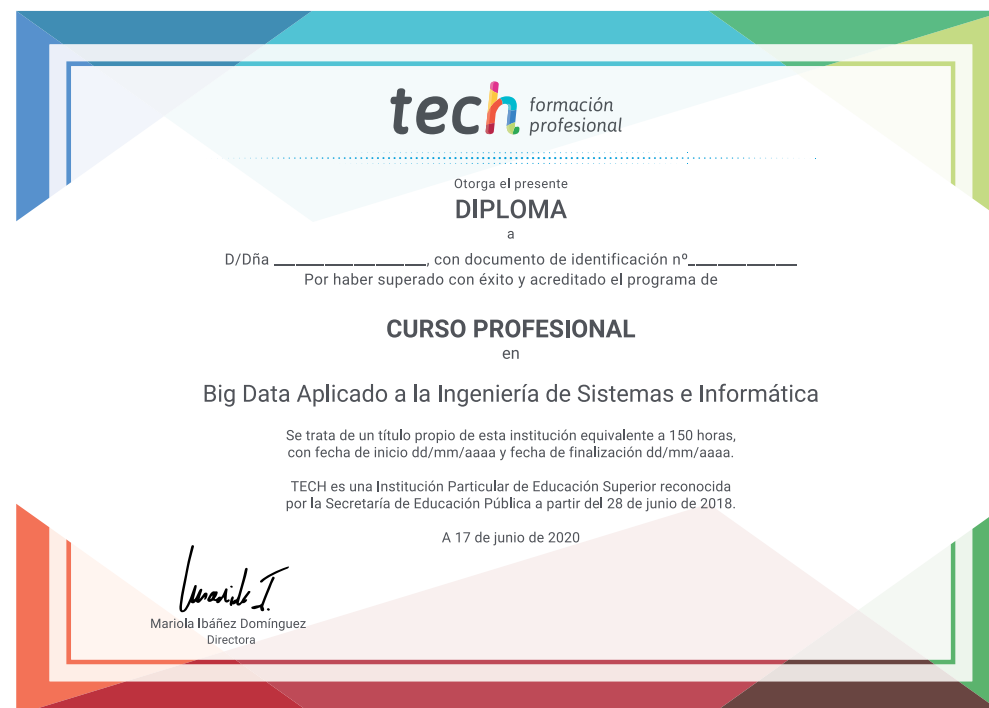 tech formación
profesional
Otorga el presente
DIPLOMA
a
D/Dña ______________, con documento de identificación nº__________
Por haber superado con éxito y acreditado el programa de
CURSO PROFESIONAL
en
Big Data Aplicado a la Ingeniería de Sistemas e Informática
Se trata de un título propio de esta institución equivalente a 150 horas,
con fecha de inicio dd/mm/aaaa y fecha de finalización dd/mm/aaaa.
TECH es una Institución Particular de Educación Superior reconocida
por la Secretaría de Educación Pública a partir del 28 de junio de 2018.
A 17 de junio de 2020
Mariola I.
Mariola Ibáñez Domínguez
Directora